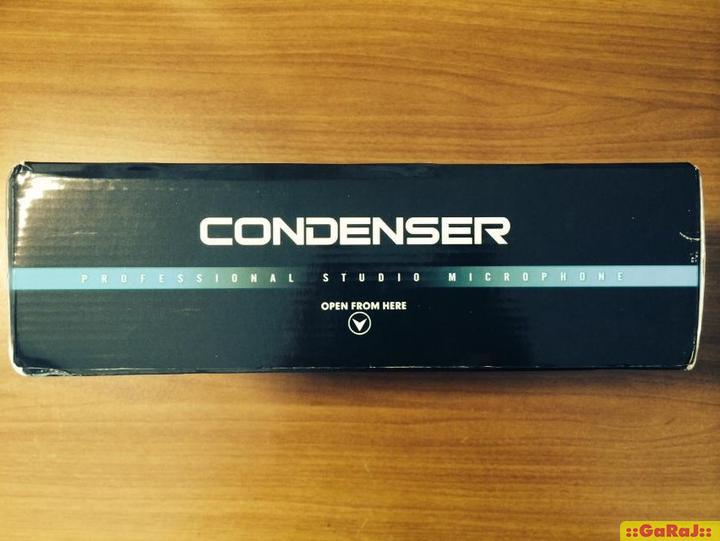 CONDENSER
PROFESSIONAL STUDIO MICROPHONE
OPEN FROM HERE
::GaRaJ::